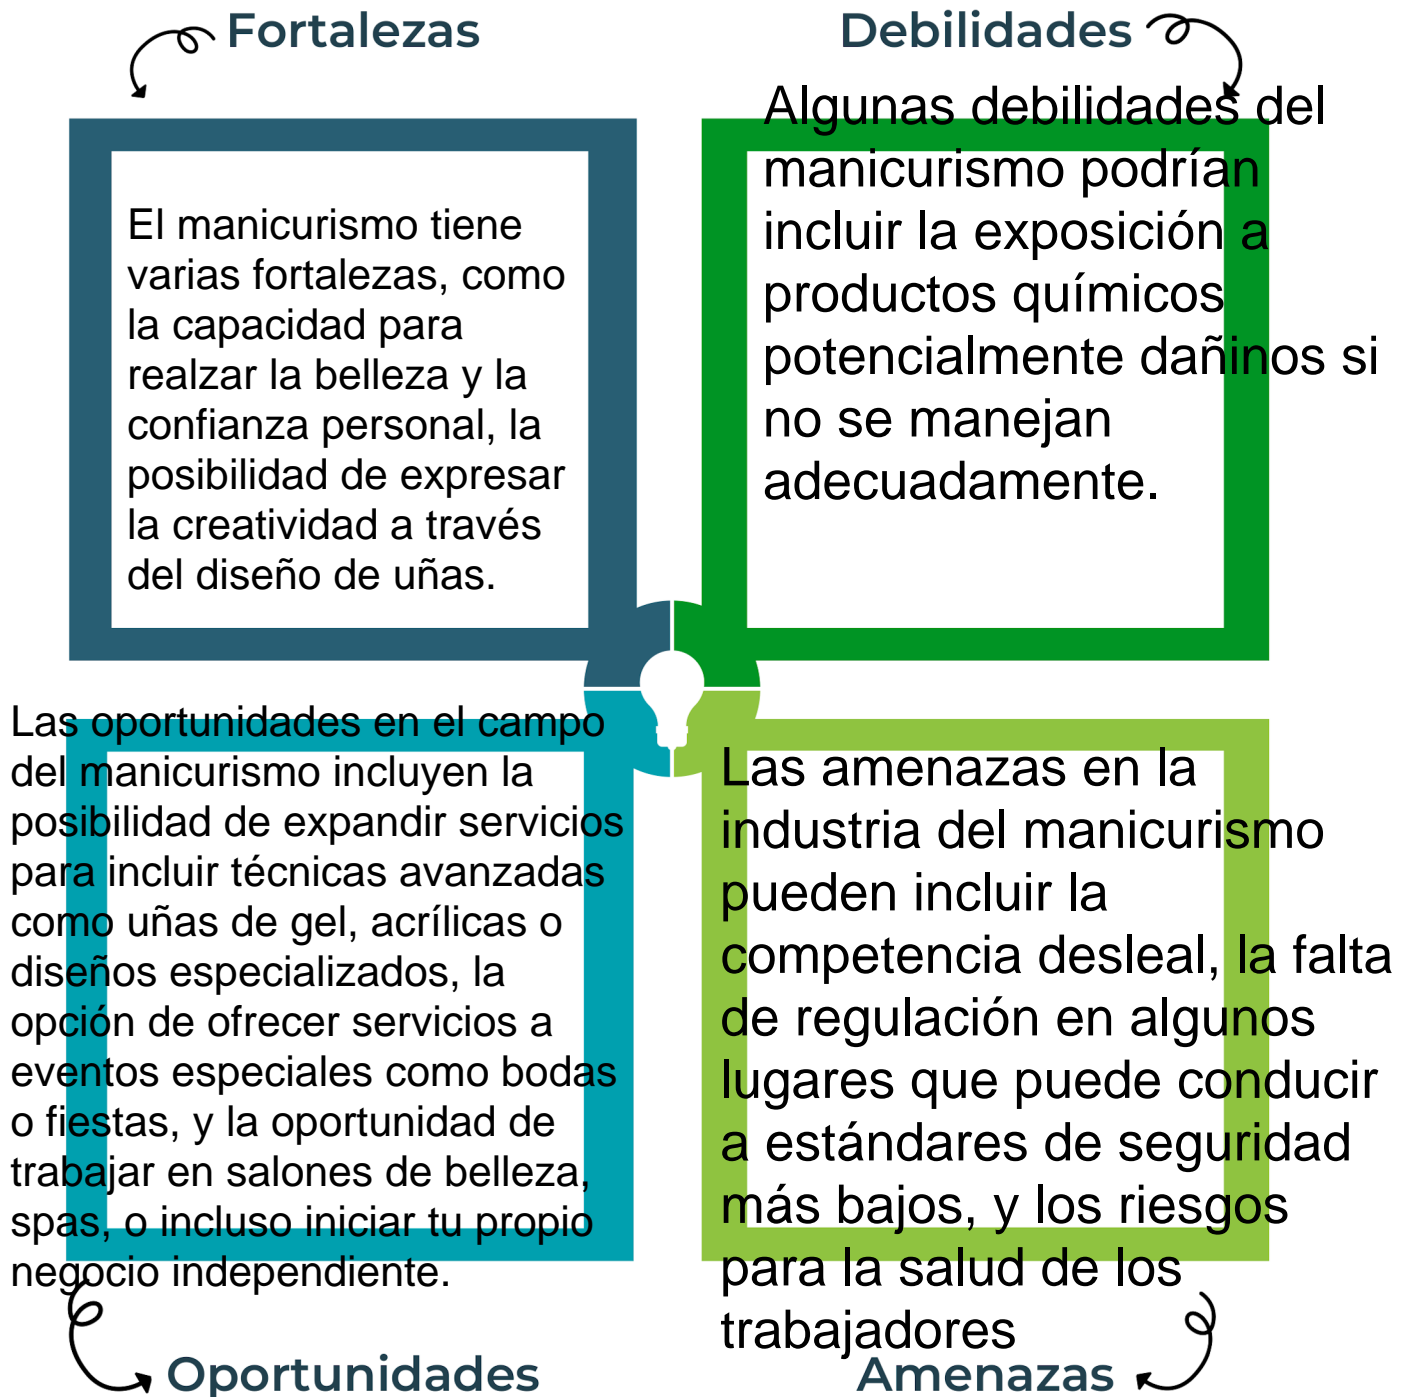 Fortalezas
El manicurismo tiene
varias fortalezas, como
la capacidad para
realzar la belleza y la
confianza personal, la
posibilidad de expresar
la creatividad a través
del diseño de uñas.
Debilidades
Algunas debilidades del
manicurismo podrían
incluir la exposición a
productos químicos
potencialmente dañinos si
no se manejan
adecuadamente.
Las oportunidades en el campo
del manicurismo incluyen la
posibilidad de expandir servicios
para incluir técnicas avanzadas
como uñas de gel, acrílicas o
diseños especializados, la
opción de ofrecer servicios a
eventos especiales como bodas
o fiestas, y la oportunidad de
trabajar en salones de belleza,
spas, o incluso iniciar tu propio
negocio independiente.
Oportunidades
Las amenazas en la
industria del manicurismo
pueden incluir la
competencia desleal, la falta
de regulación en algunos
lugares que puede conducir
a estándares de seguridad
más bajos, y los riesgos
para la salud de los
trabajadores
Amenazas